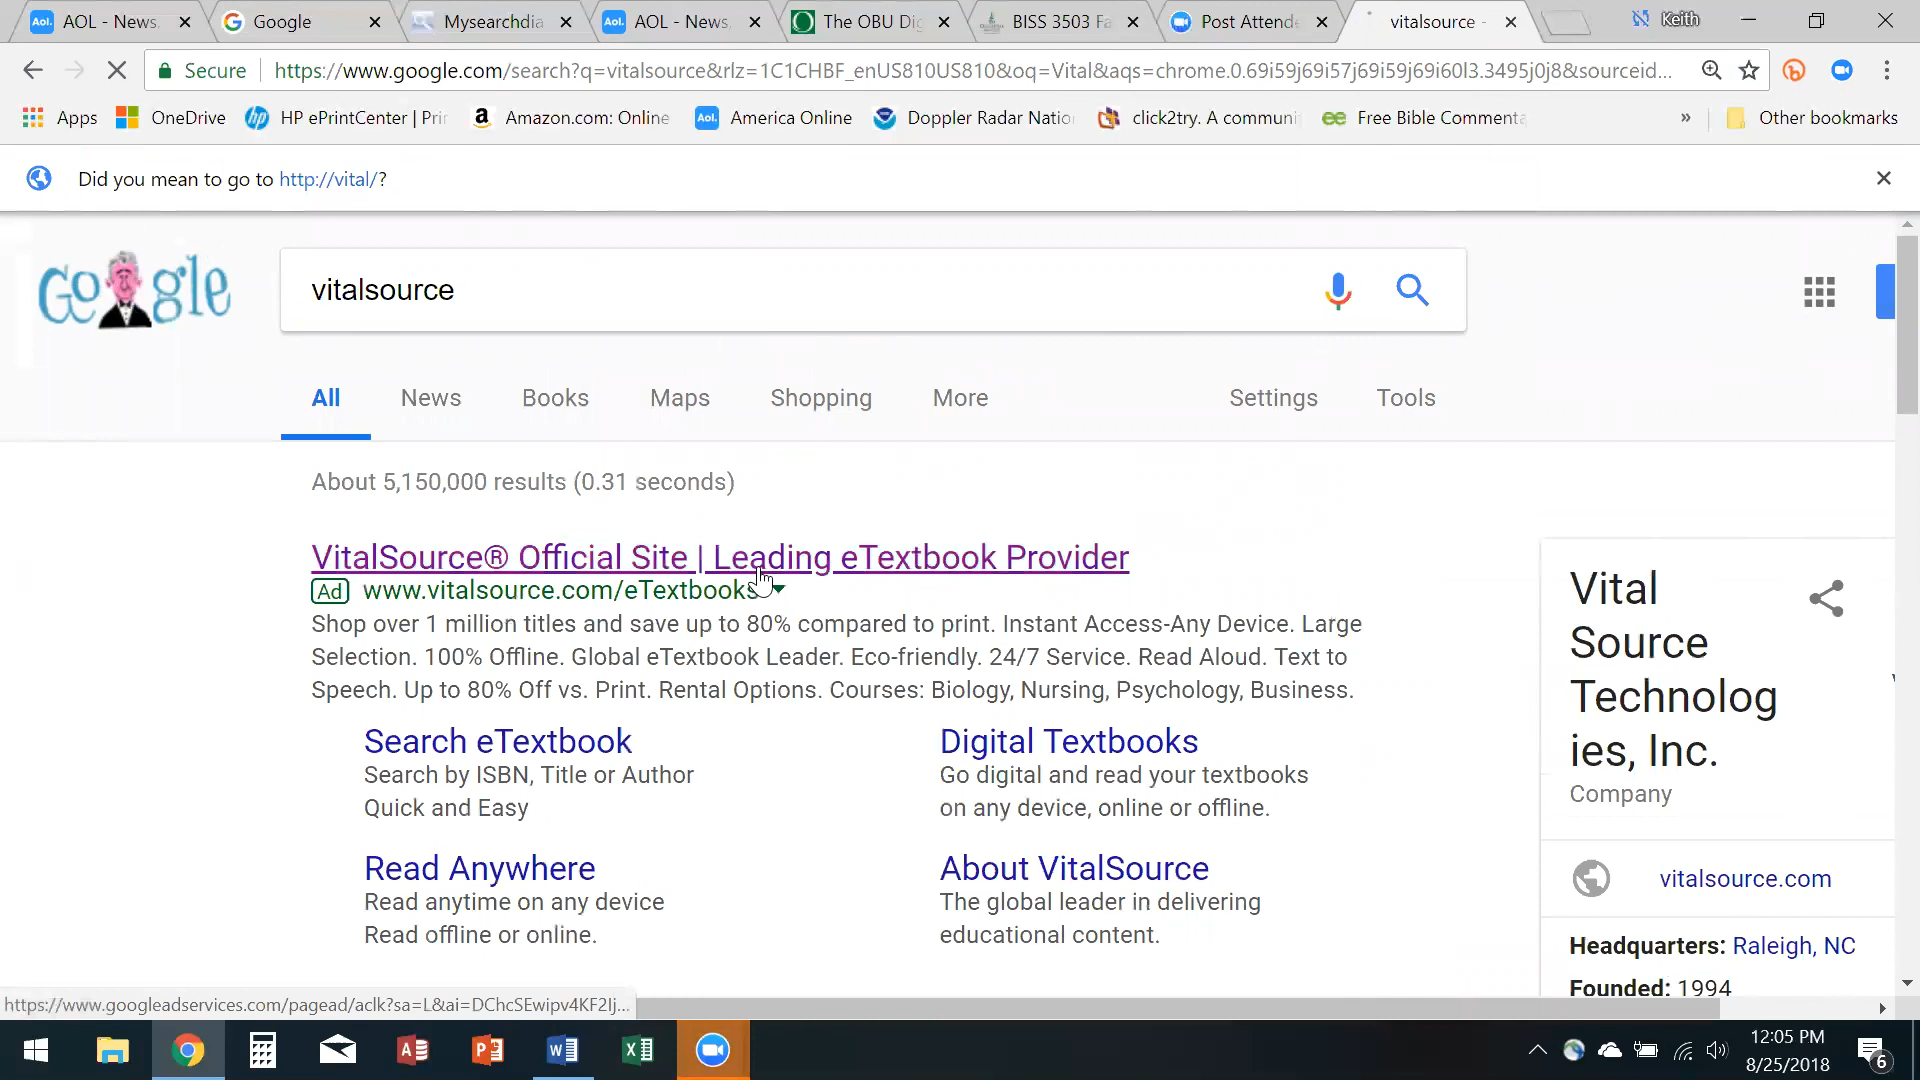 AOL - News
Google
Mysearchdia
AOL - News
The OBU Dig
BISS 3503 Fa
Post Attende
vitalsource -
Keith
Secure
https://www.google.com/search?q=vitalsource&rlz=1C1CHBF_enUS810US810&oq=Vital&aqs=chrome.0.69i59j69i57j69i59j69i60l3.3495j0j8&sourceid...
Apps
OneDrive
HP ePrintCenter | Prin
Amazon.com: Online
America Online
Doppler Radar Natio
click2try. A communi
Free Bible Commenta
»
Other bookmarks
Did you mean to go to http://vital/?
Google
vitalsource
All
News
Books
Maps
Shopping
More
Settings
Tools
About 5,150,000 results (0.31 seconds)
VitalSource® Official Site | Leading eTextbook Provider
Ad www.vitalsource.com/eTextbooks
Shop over 1 million titles and save up to 80% compared to print. Instant Access-Any Device. Large
Selection. 100% Offline. Global eTextbook Leader. Eco-friendly. 24/7 Service. Read Aloud. Text to
Speech. Up to 80% Off vs. Print. Rental Options. Courses: Biology, Nursing, Psychology, Business.
Search eTextbook
Search by ISBN, Title or Author
Quick and Easy
Digital Textbooks
Go digital and read your textbooks
on any device, online or offline.
Read Anywhere
Read anytime on any device
Read offline or online.
About VitalSource
The global leader in delivering
educational content.
Vital
Source
Technolog
ies, Inc.
Company
vitalsource.com
Headquarters: Raleigh, NC
Founded: 1994
https://www.googleadservices.com/pagead/aclk?sa=L&ai=DChcSEwipv4KF2Ij...
12:05 PM
8/25/2018
6